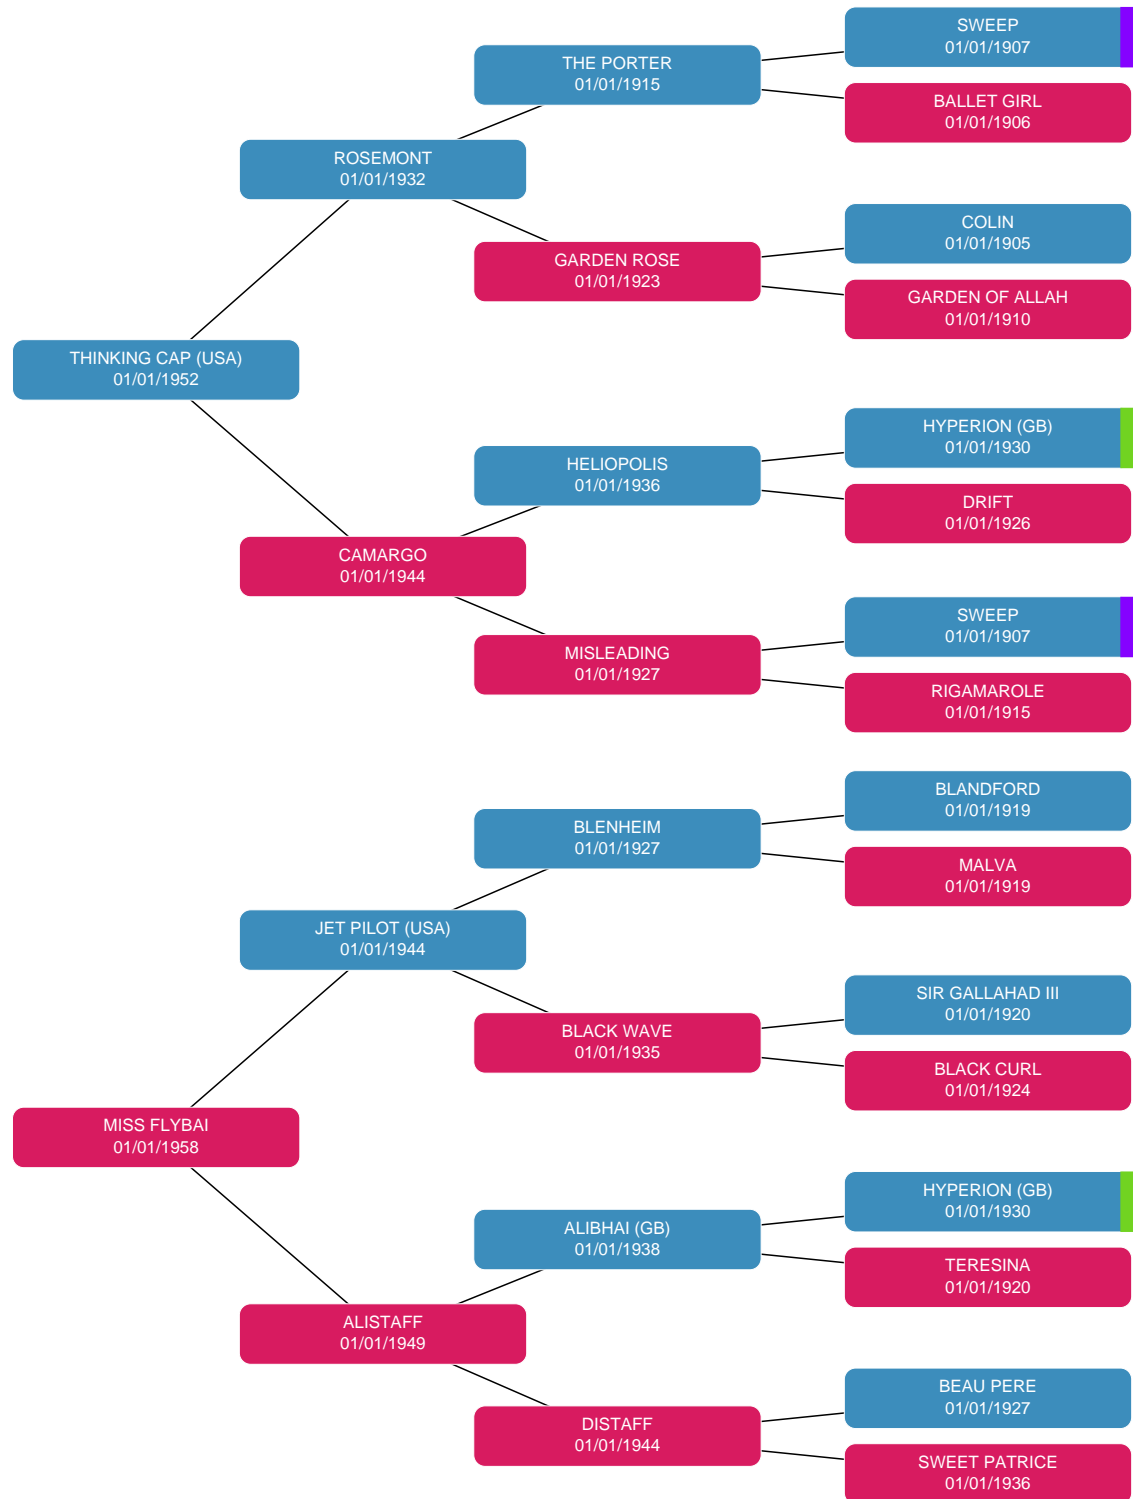 SWEEP
01/01/1907
THE PORTER
01/01/1915
BALLET GIRL
01/01/1906
ROSEMONT
01/01/1932
COLIN
01/01/1905
GARDEN ROSE
01/01/1923
GARDEN OF ALLAH
01/01/1910
THINKING CAP (USA)
01/01/1952
HYPERION (GB)
01/01/1930
HELIOPOLIS
01/01/1936
DRIFT
01/01/1926
CAMARGO
01/01/1944
SWEEP
01/01/1907
MISLEADING
01/01/1927
RIGAMAROLE
01/01/1915
BLANDFORD
01/01/1919
BLENHEIM
01/01/1927
MALVA
01/01/1919
JET PILOT (USA)
01/01/1944
SIR GALLAHAD III
01/01/1920
BLACK WAVE
01/01/1935
BLACK CURL
01/01/1924
MISS FLYBAI
01/01/1958
HYPERION (GB)
01/01/1930
ALIBHAI (GB)
01/01/1938
TERESINA
01/01/1920
ALISTAFF
01/01/1949
BEAU PERE
01/01/1927
DISTAFF
01/01/1944
SWEET PATRICE
01/01/1936